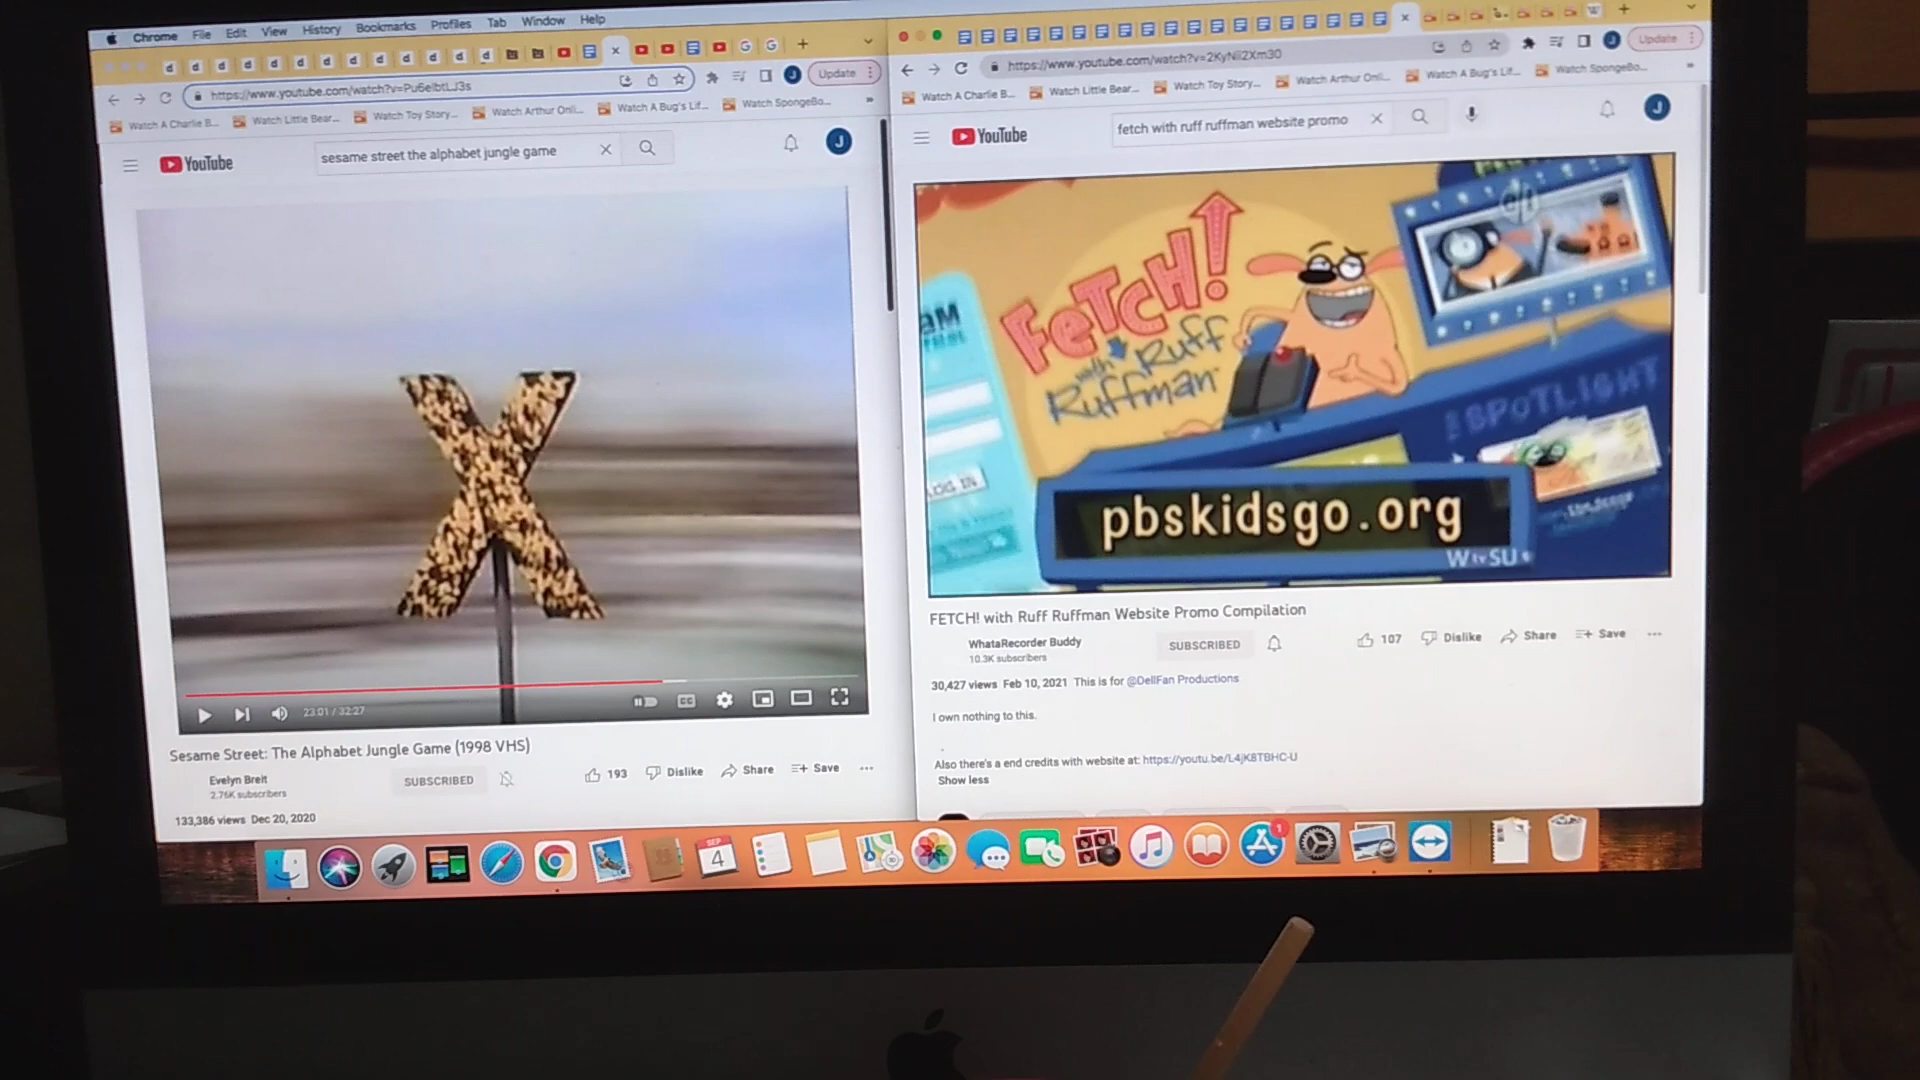 Chrome File Edit View History Bookmarks Profiles Tab Window Help
https://www.youtube.com/watch?v=Pu6eIbtLJ3s
Update
Watch A Charlie B... Watch Little Bear... Watch Toy Story... Watch Arthur Onli... Watch A Bug's Lif... Watch SpongeBo...
YouTube
sesame street the alphabet jungle game
J
X
23:01 / 32:27
Sesame Street: The Alphabet Jungle Game (1998 VHS)
Evelyn Breit
2.76K subscribers
SUBSCRIBED
193 Dislike Share Save
133,386 views Dec 20, 2020
https://www.youtube.com/watch?v=2KyNii2Xm30
Update
Watch A Charlie B... Watch Little Bear... Watch Toy Story... Watch Arthur Onli... Watch A Bug's Lif... Watch SpongeBo...
YouTube
fetch with ruff ruffman website promo
J
FETCH!
with Ruff
Ruffman
SPOTLIGHT
LOG IN
pbskidsgo.org
FETCH! with Ruff Ruffman Website Promo Compilation
WhataRecorder Buddy
10.3K subscribers
SUBSCRIBED
107 Dislike Share Save
30,427 views Feb 10, 2021 This is for @DellFan Productions
I own nothing to this.
.
Also there's a end credits with website at: https://youtu.be/L4jK8TBHC-U
Show less
SEP
4
1